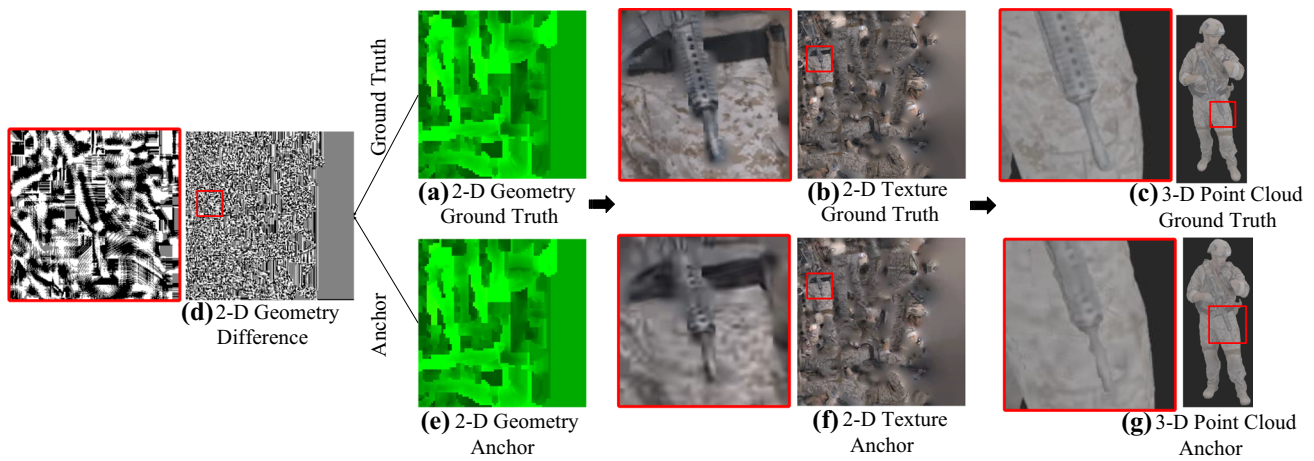 Ground Truth
Anchor
(a) 2-D Geometry
Ground Truth
(b) 2-D Texture
Ground Truth
(c) 3-D Point Cloud
Ground Truth
(d) 2-D Geometry
Difference
(e) 2-D Geometry
Anchor
(f) 2-D Texture
Anchor
(g) 3-D Point Cloud
Anchor